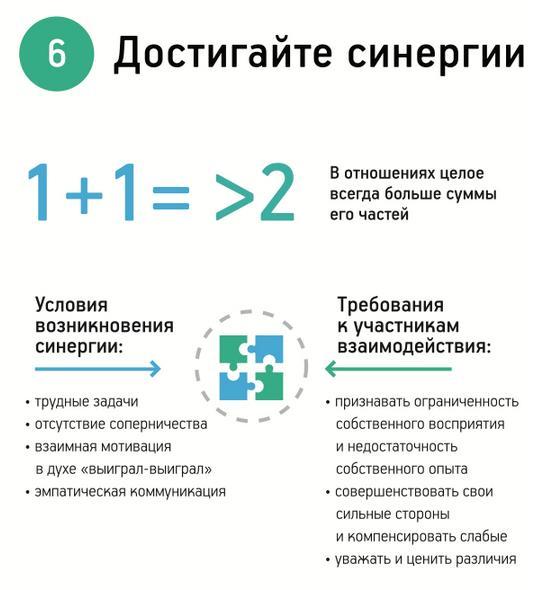 6
Достигайте синергии
1+1= >2
В отношениях целое
всегда больше суммы
его частей
Условия
возникновения
синергии:
• трудные задачи
• отсутствие соперничества
• взаимная мотивация
в духе «выиграл-выиграл»
• эмпатическая коммуникация
Требования
к участникам
взаимодействия:
• признавать ограниченность
собственного восприятия
и недостаточность
собственного опыта
• совершенствовать свои
сильные стороны
и компенсировать слабые
• уважать и ценить различия